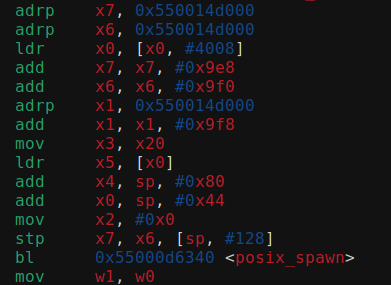 adrp x7, 0x550014d000
adrp x6, 0x550014d000
ldr x0, [x0, #4008]
add x7, x7, #0x9e8
add x6, x6, #0x9f0
adrp x1, 0x550014d000
add x1, x1, #0x9f8
mov x3, x20
ldr x5, [x0]
add x4, sp, #0x80
add x0, sp, #0x44
mov x2, #0x0
stp x7, x6, [sp, #128]
bl 0x55000d6340 <posix_spawn>
mov w1, w0